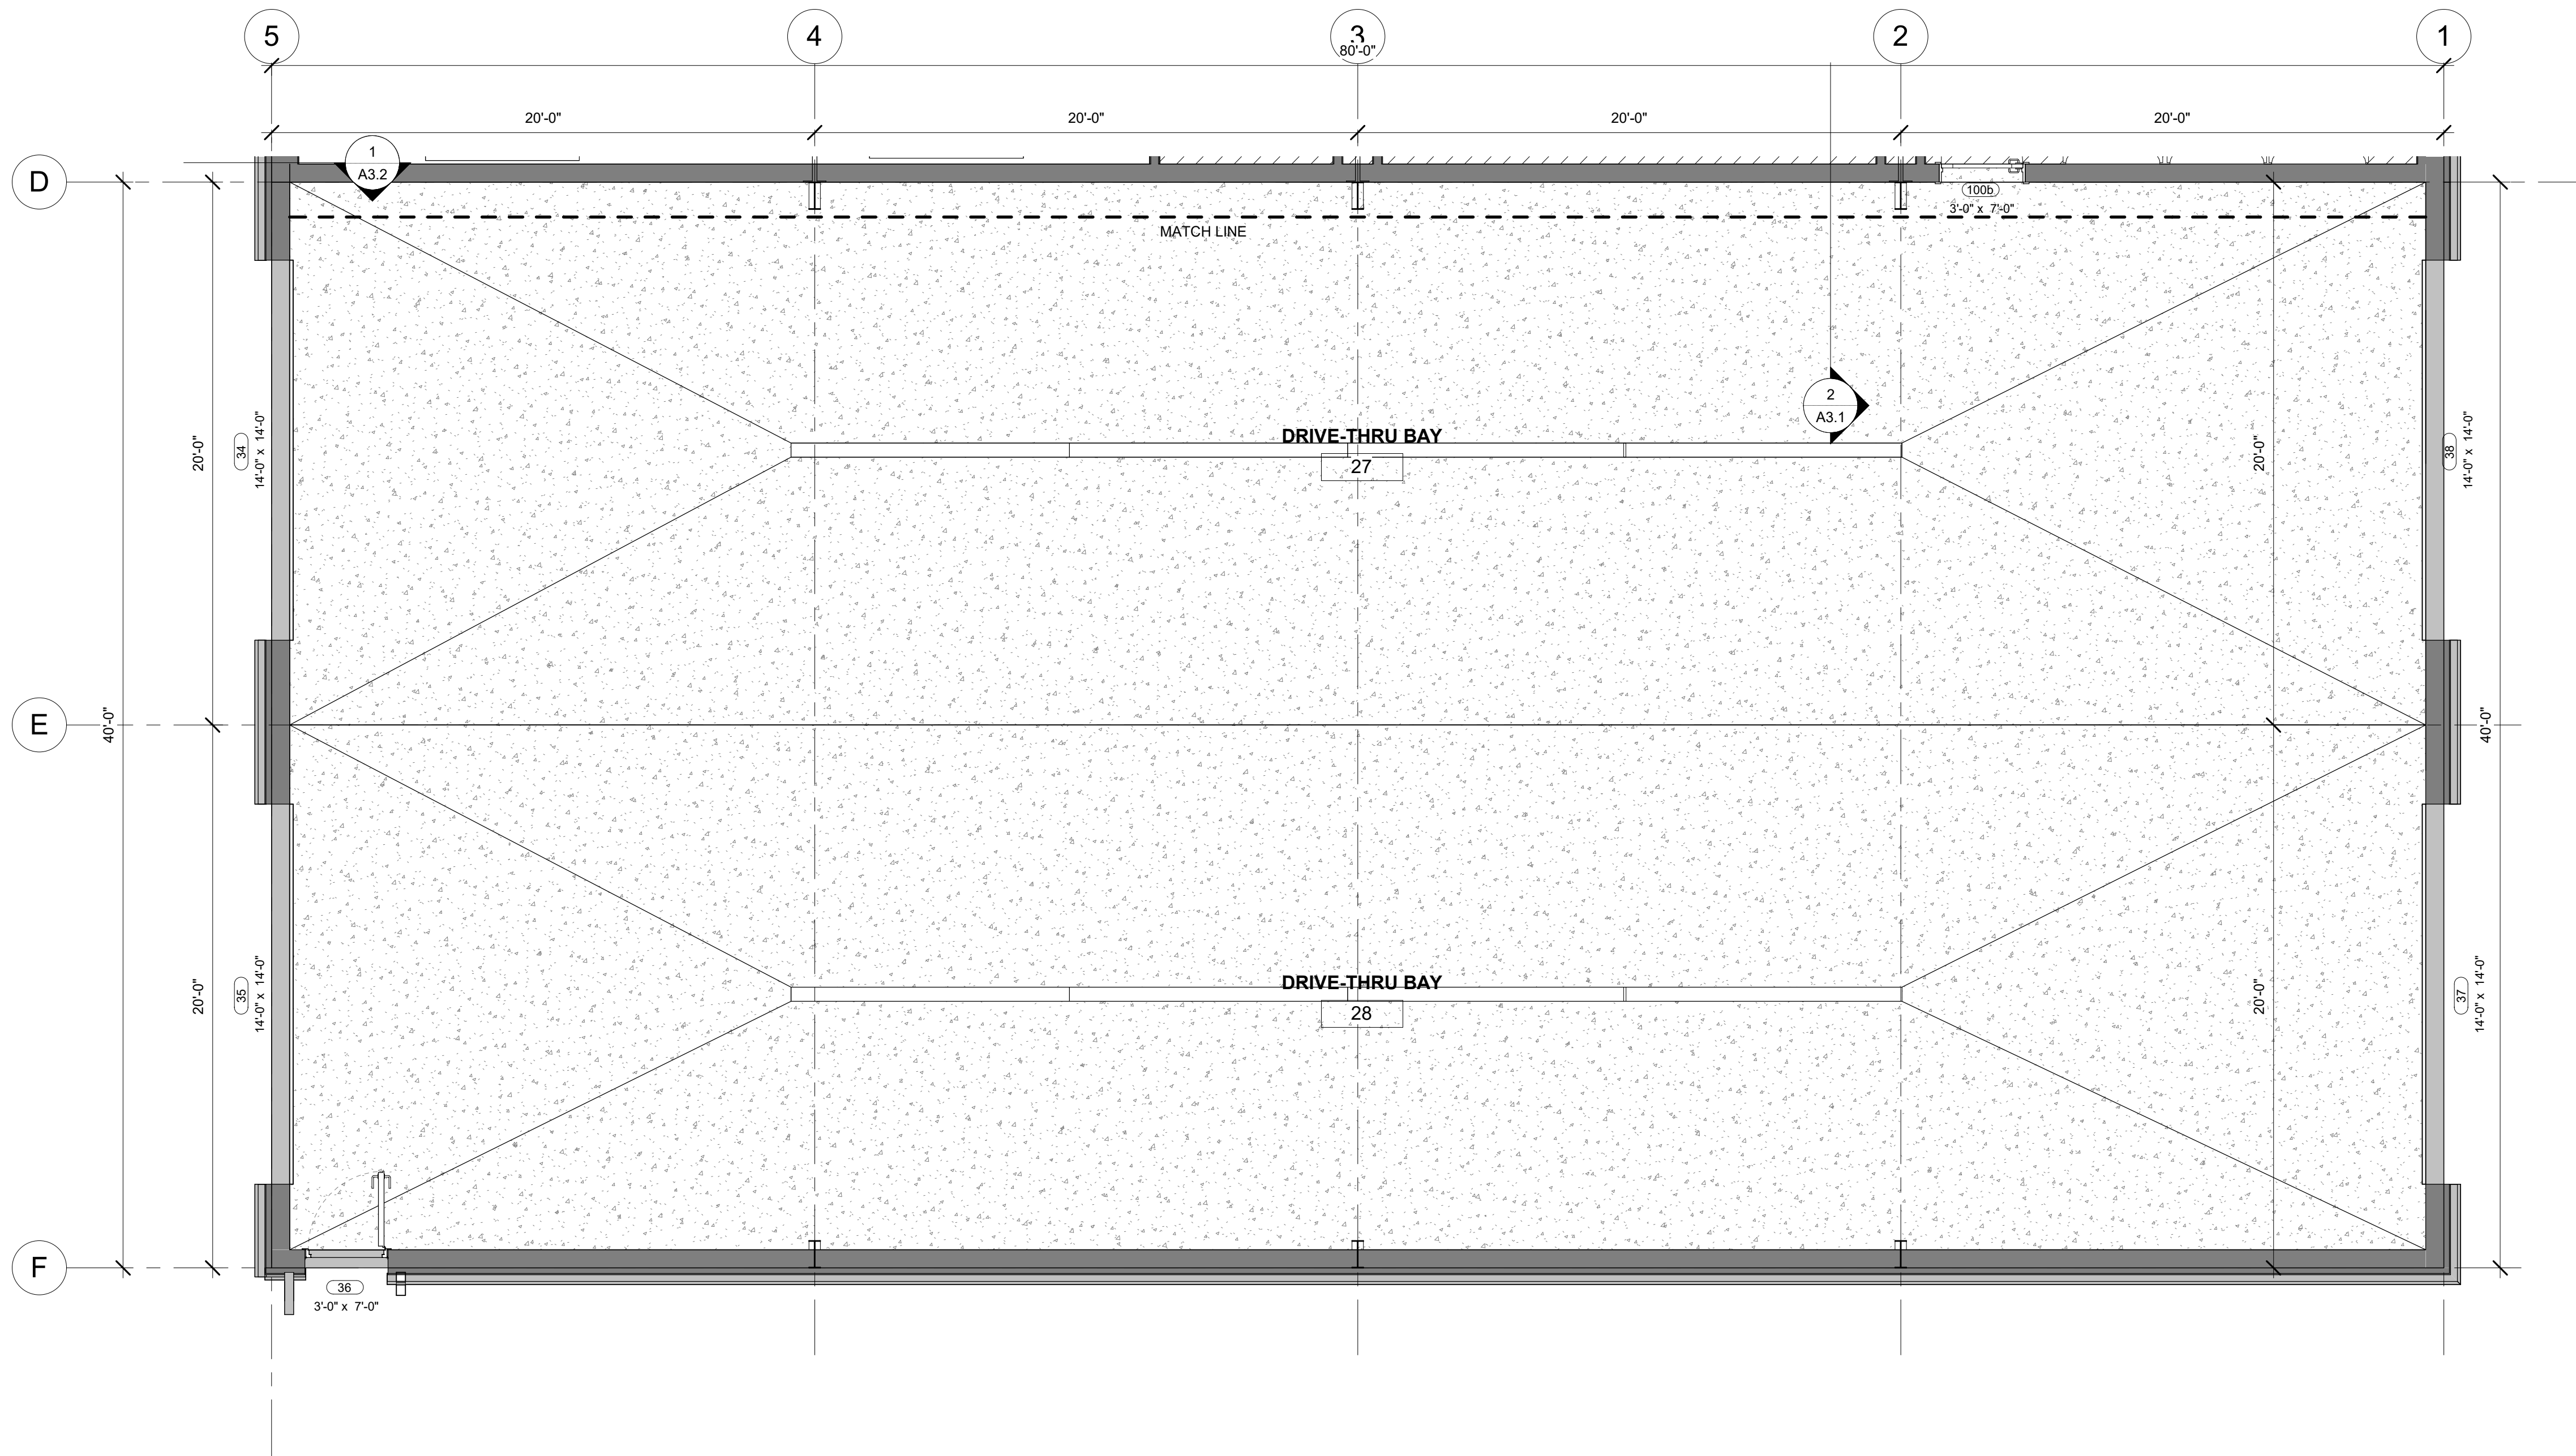 5
4
3
2
1
80'-0"
20'-0"
20'-0"
20'-0"
20'-0"
D
1
A3.2
100b
3'-0" x 7'-0"
MATCH LINE
2
A3.1
20'-0"
34
14'-0" x 14'-0"
DRIVE-THRU BAY
27
20'-0"
38
14'-0" x 14'-0"
E
40'-0"
40'-0"
20'-0"
35
14'-0" x 14'-0"
DRIVE-THRU BAY
28
20'-0"
37
14'-0" x 14'-0"
F
36
3'-0" x 7'-0"